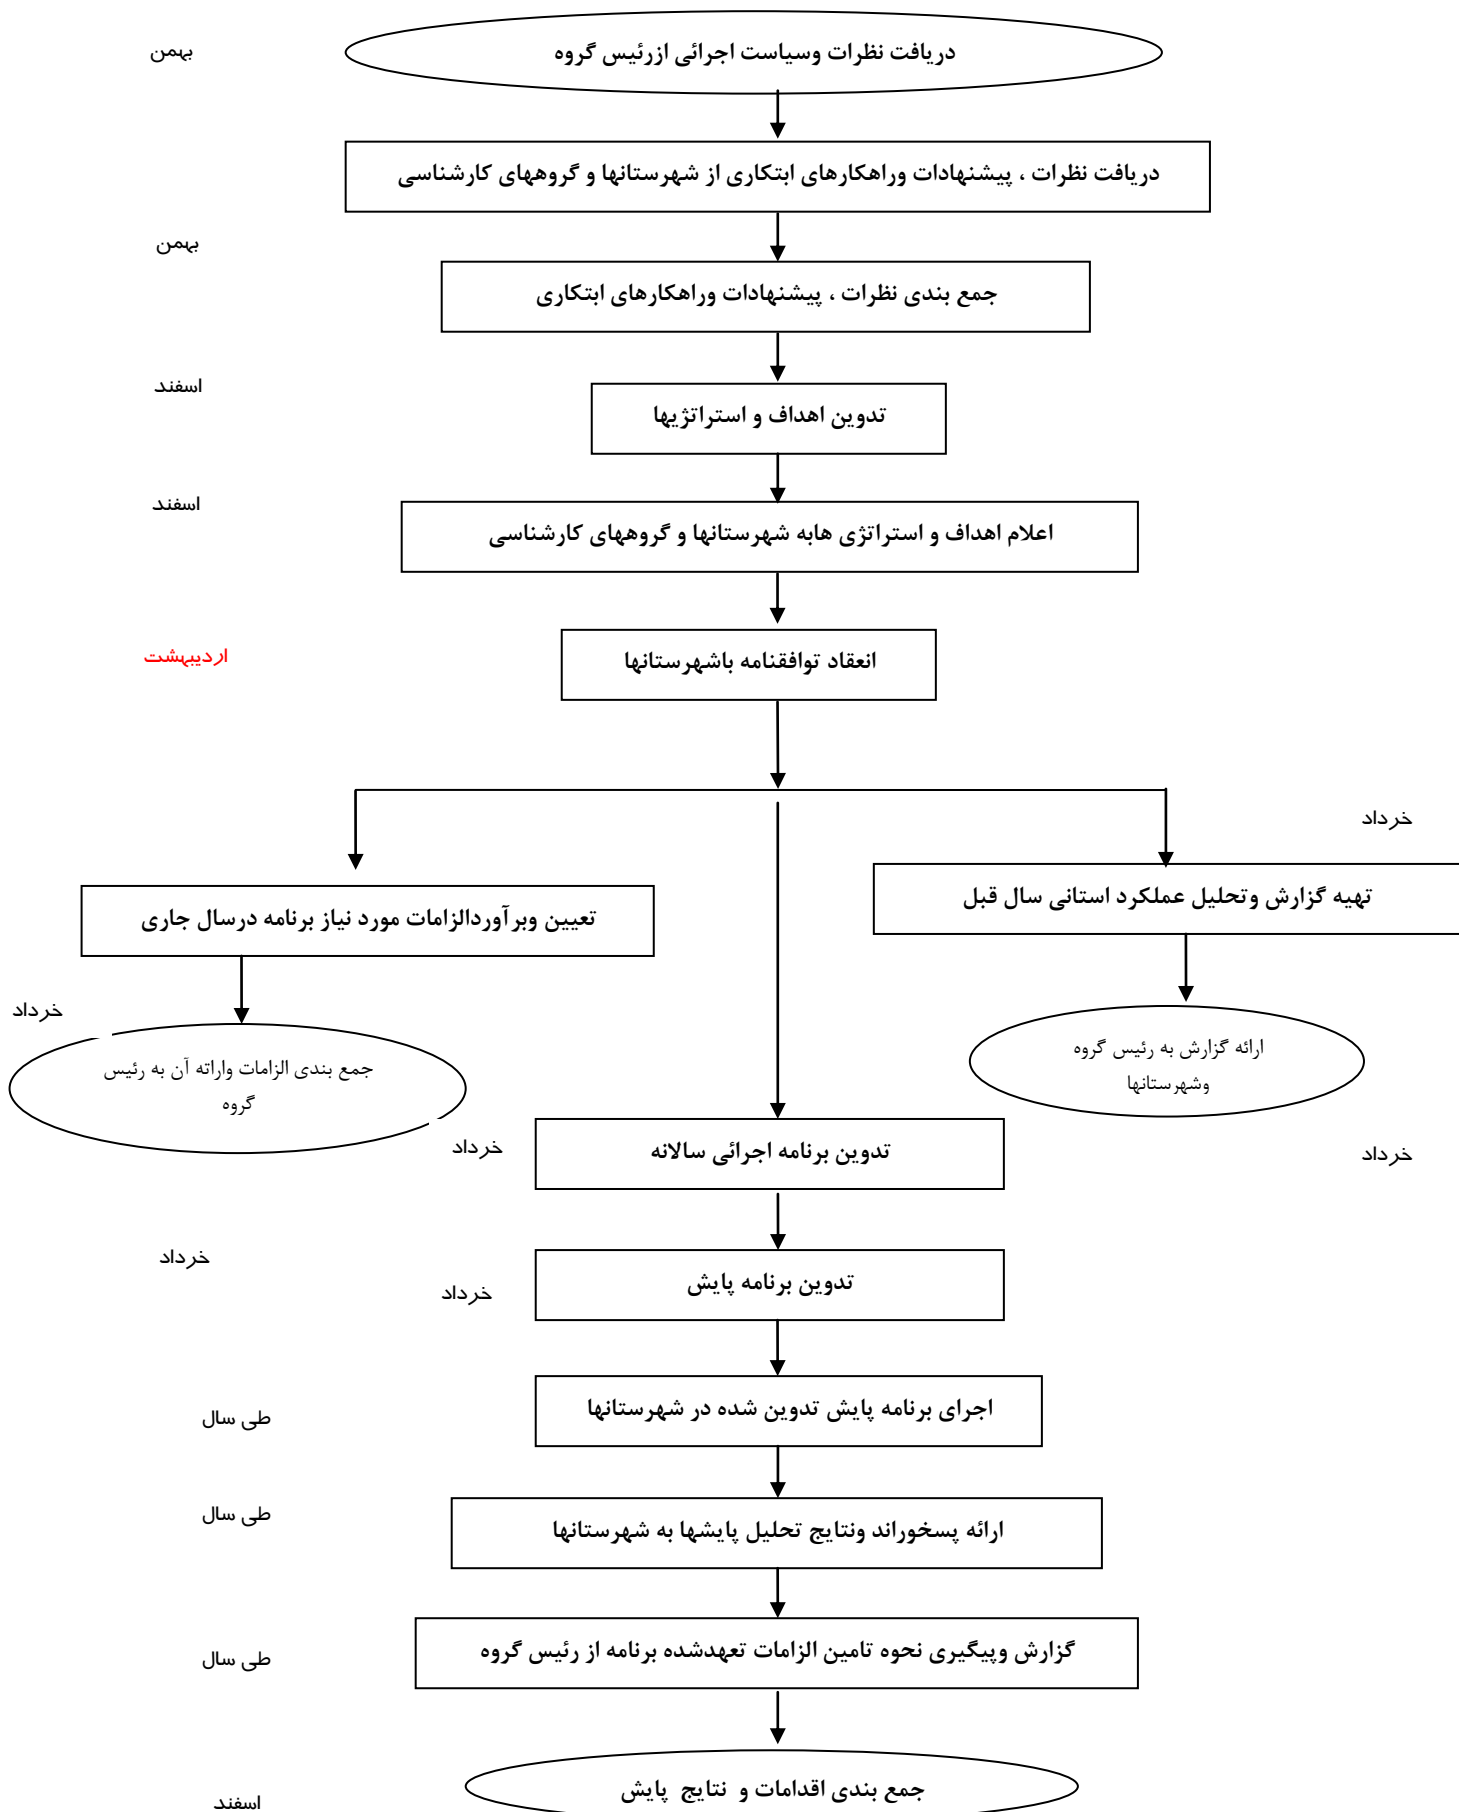 دریافت نظرات وسیاست اجرائی ازرئیس گروه
بهمن
دریافت نظرات ، پیشنهادات وراهکارهای ابتکاری از شهرستانها و گروههای کارشناسی
بهمن
جمع بندی نظرات ، پیشنهادات وراهکارهای ابتکاری
اسفند
تدوین اهداف و استراتژیها
اسفند
اعلام اهداف و استراتژی هابه شهرستانها و گروههای کارشناسی
اردیبهشت
انعقاد توافقنامه باشهرستانها
خرداد
تهیه گزارش وتحلیل عملکرد استانی سال قبل
تعیین وبرآوردالزامات مورد نیاز برنامه درسال جاری
خرداد
ارائه گزارش به رئیس گروه
وشهرستانها
جمع بندی الزامات واراته آن به رئیس
گروه
خرداد
تدوین برنامه اجرائی سالانه
خرداد
خرداد
تدوین برنامه پایش
خرداد
اجرای برنامه پایش تدوین شده در شهرستانها
طی سال
ارائه پسخوراند ونتایج تحلیل پایشها به شهرستانها
طی سال
گزارش وپیگیری نحوه تامین الزامات تعهدشده برنامه از رئیس گروه
طی سال
جمع بندی اقدامات و نتایج پایش
اسفند